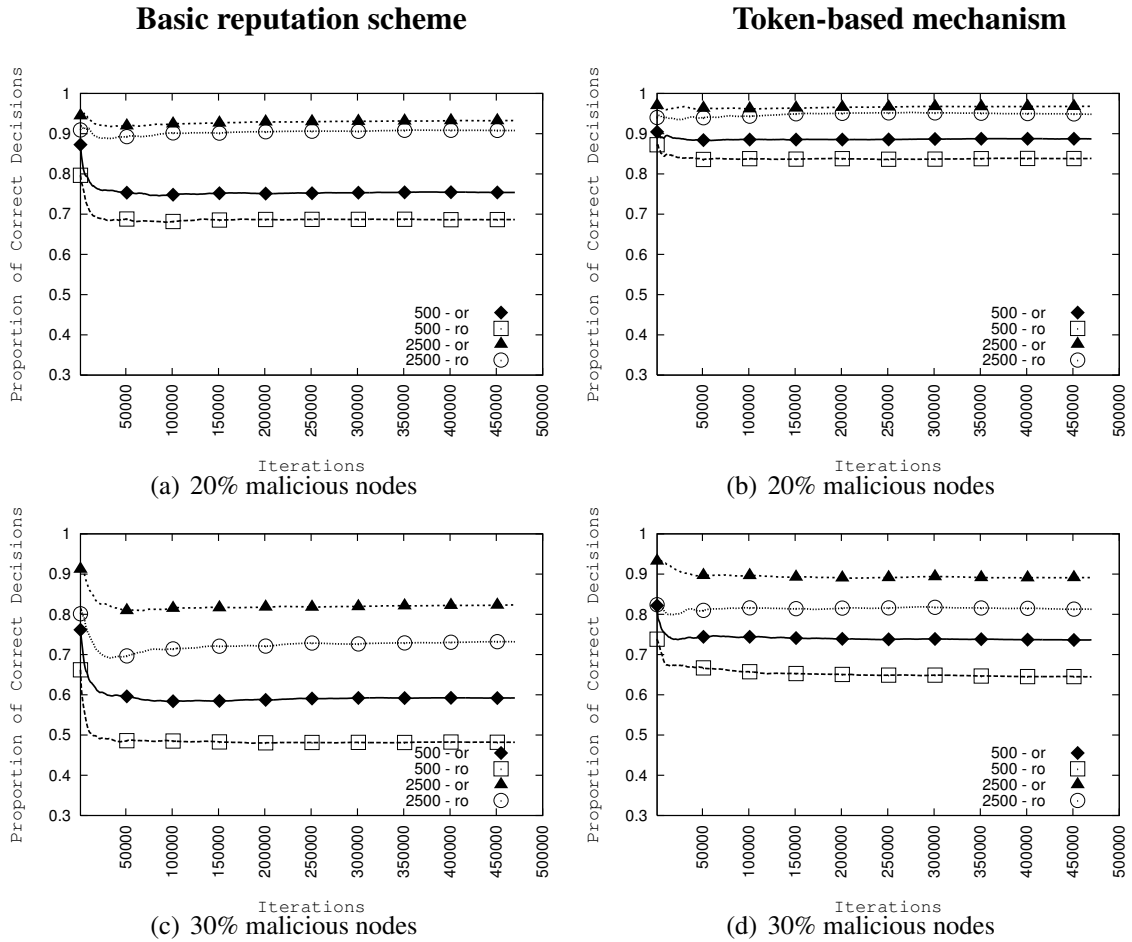 Basic reputation scheme
Token-based mechanism
Proportion of Correct Decisions
1
0.9
0.8
0.7
0.6
0.5
0.4
0.3
500 - or
500 - ro
2500 - or
2500 - ro
0
50000
100000
150000
200000
250000
300000
350000
400000
450000
500000
Iterations
(a) 20% malicious nodes
Proportion of Correct Decisions
1
0.9
0.8
0.7
0.6
0.5
0.4
0.3
500 - or
500 - ro
2500 - or
2500 - ro
0
50000
100000
150000
200000
250000
300000
350000
400000
450000
500000
Iterations
(b) 20% malicious nodes
Proportion of Correct Decisions
1
0.9
0.8
0.7
0.6
0.5
0.4
0.3
500 - or
500 - ro
2500 - or
2500 - ro
0
50000
100000
150000
200000
250000
300000
350000
400000
450000
500000
Iterations
(c) 30% malicious nodes
Proportion of Correct Decisions
1
0.9
0.8
0.7
0.6
0.5
0.4
0.3
500 - or
500 - ro
2500 - or
2500 - ro
0
50000
100000
150000
200000
250000
300000
350000
400000
450000
500000
Iterations
(d) 30% malicious nodes